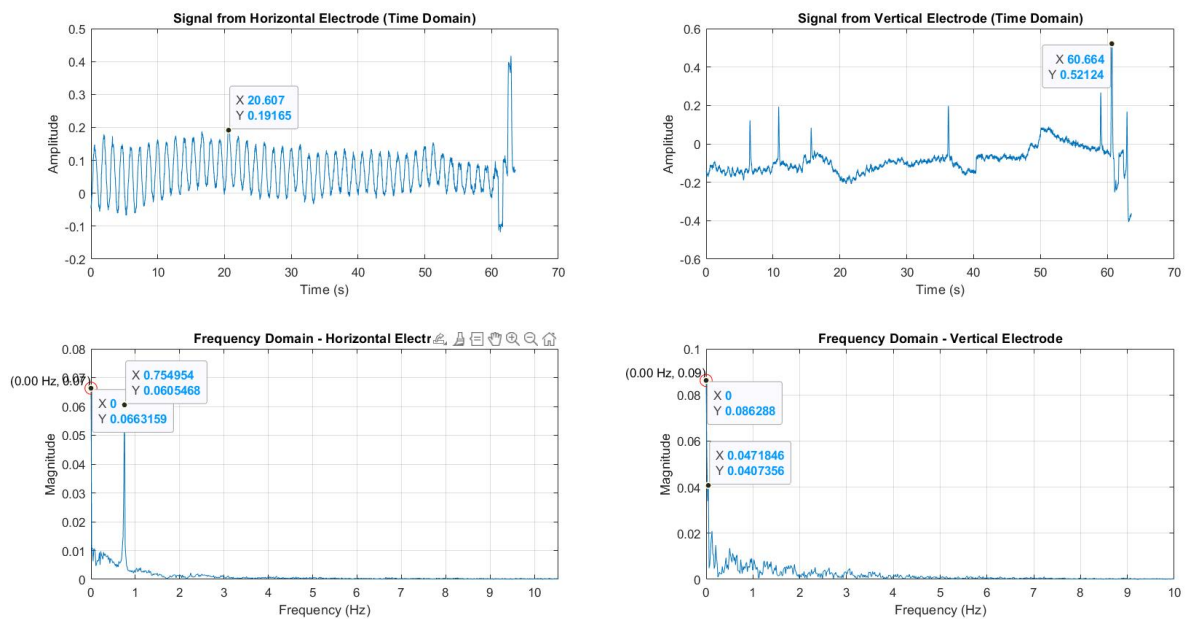 Signal from Horizontal Electrode (Time Domain)
0.5
0.4
0.3
0.2
0.1
0
-0.1
-0.2
Amplitude
X 20.607
Y 0.19165
0 10 20 30 40 50 60 70
Time (s)
Signal from Vertical Electrode (Time Domain)
0.6
0.4
0.2
0
-0.2
-0.4
-0.6
Amplitude
X 60.664
Y 0.52124
0 10 20 30 40 50 60 70
Time (s)
Frequency Domain - Horizontal Electr
0.08
0.07
0.06
0.05
0.04
0.03
0.02
0.01
0
Magnitude
(0.00 Hz, 0.07)
X 0.754954
Y 0.0605468
X 0
Y 0.0663159
0 1 2 3 4 5 6 7 8 9 10
Frequency (Hz)
Frequency Domain - Vertical Electrode
0.1
0.08
0.06
0.04
0.02
0
Magnitude
(0.00 Hz, 0.09)
X 0
Y 0.086288
X 0.0471846
Y 0.0407356
0 1 2 3 4 5 6 7 8 9 10
Frequency (Hz)